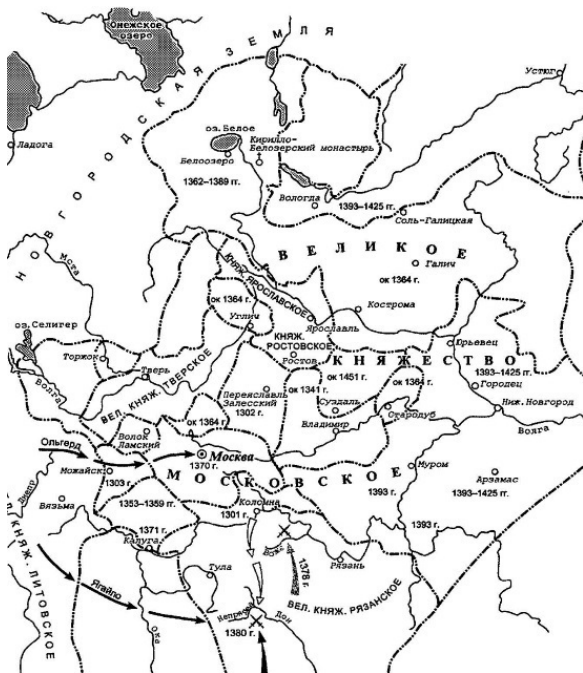 Онежское
озеро
НОВГОРОДСКАЯ ЗЕМЛЯ
Ладога
Устюг
оз. Белое
Кирилло-
Белозерский монастырь
Белоозеро
1362–1389 гг.
Вологда
1393–1425 гг.
Соль-Галицкая
ВЕЛИКОЕ
Галич
ок 1364 г.
Мста
КНЯЖ. ЯРОСЛАВСКОЕ
ок 1364 г.
Кострома
оз. Селигер
Углич
Ярославль
КНЯЖ.
РОСТОВСКОЕ
Юрьевец
Торжок
Ростов
КНЯЖЕСТВО
1393–1425 гг.
Тверь
ок 1451 г.
ок 1364 г.
Городец
Волга
ВЕЛ. КНЯЖ. ТВЕРСКОЕ
Переяславль
Залесский
1302 г.
ок 1341 г.
Суздаль
Стародуб
Ниж. Новгород
ок 1364 г.
Владимир
Волга
Волок
Ламский
Ольгерд
Москва
1370 г.
Можайск
1303 г.
МОСКОВСКОЕ
Муром
1393 г.
Арзамас
1393–1425 гг.
Днепр
Вязьма
1353–1359 гг.
Коломна
1301 г.
1371 г.
Калуга
1393 г.
Рязань
1378 г.
Тула
КНЯЖ. ЛИТОВСКОЕ
Ягайло
ВЕЛ. КНЯЖ. РЯЗАНСКОЕ
Дон
Ока
1380 г.